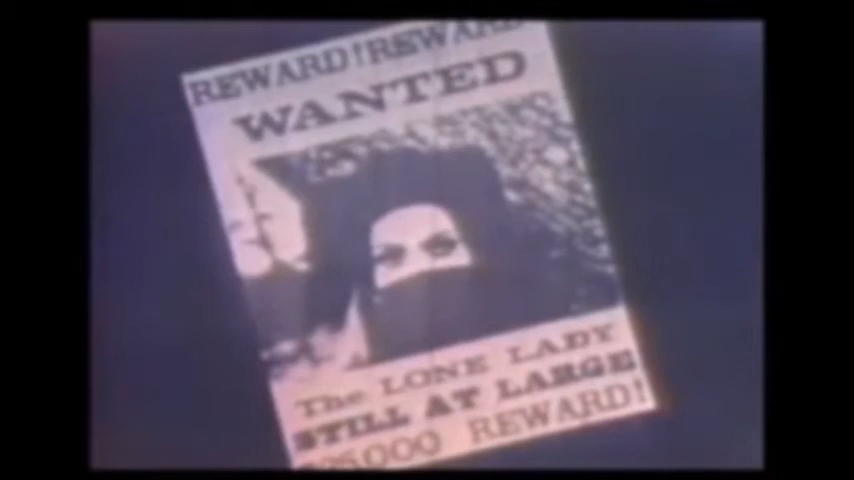 REWARD! REWARD
WANTED
The LONE LADY
STILL AT LARGE
REWARD!